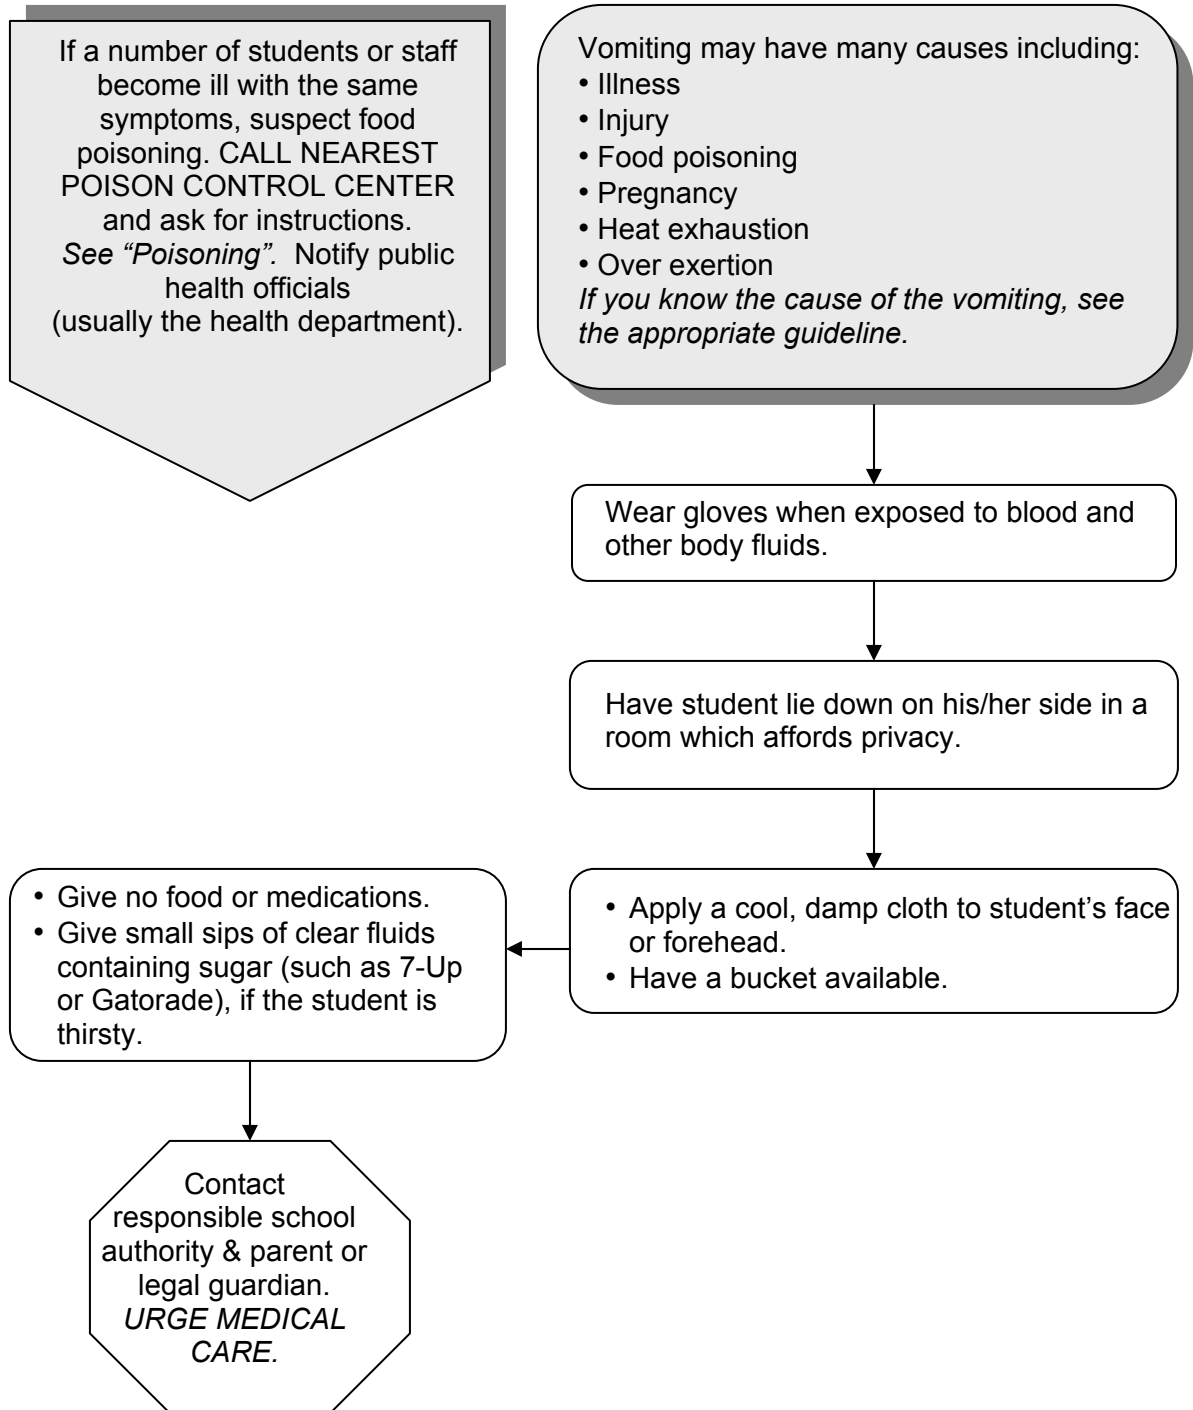 If a number of students or staff
become ill with the same
symptoms, suspect food
poisoning. CALL NEAREST
POISON CONTROL CENTER
and ask for instructions.
See “Poisoning”. Notify public
health officials
(usually the health department).
Vomiting may have many causes including:
• Illness
• Injury
• Food poisoning
• Pregnancy
• Heat exhaustion
• Over exertion
If you know the cause of the vomiting, see
the appropriate guideline.
Wear gloves when exposed to blood and
other body fluids.
Have student lie down on his/her side in a
room which affords privacy.
• Apply a cool, damp cloth to student’s face
or forehead.
• Have a bucket available.
• Give no food or medications.
• Give small sips of clear fluids
containing sugar (such as 7-Up
or Gatorade), if the student is
thirsty.
Contact
responsible school
authority & parent or
legal guardian.
URGE MEDICAL
CARE.